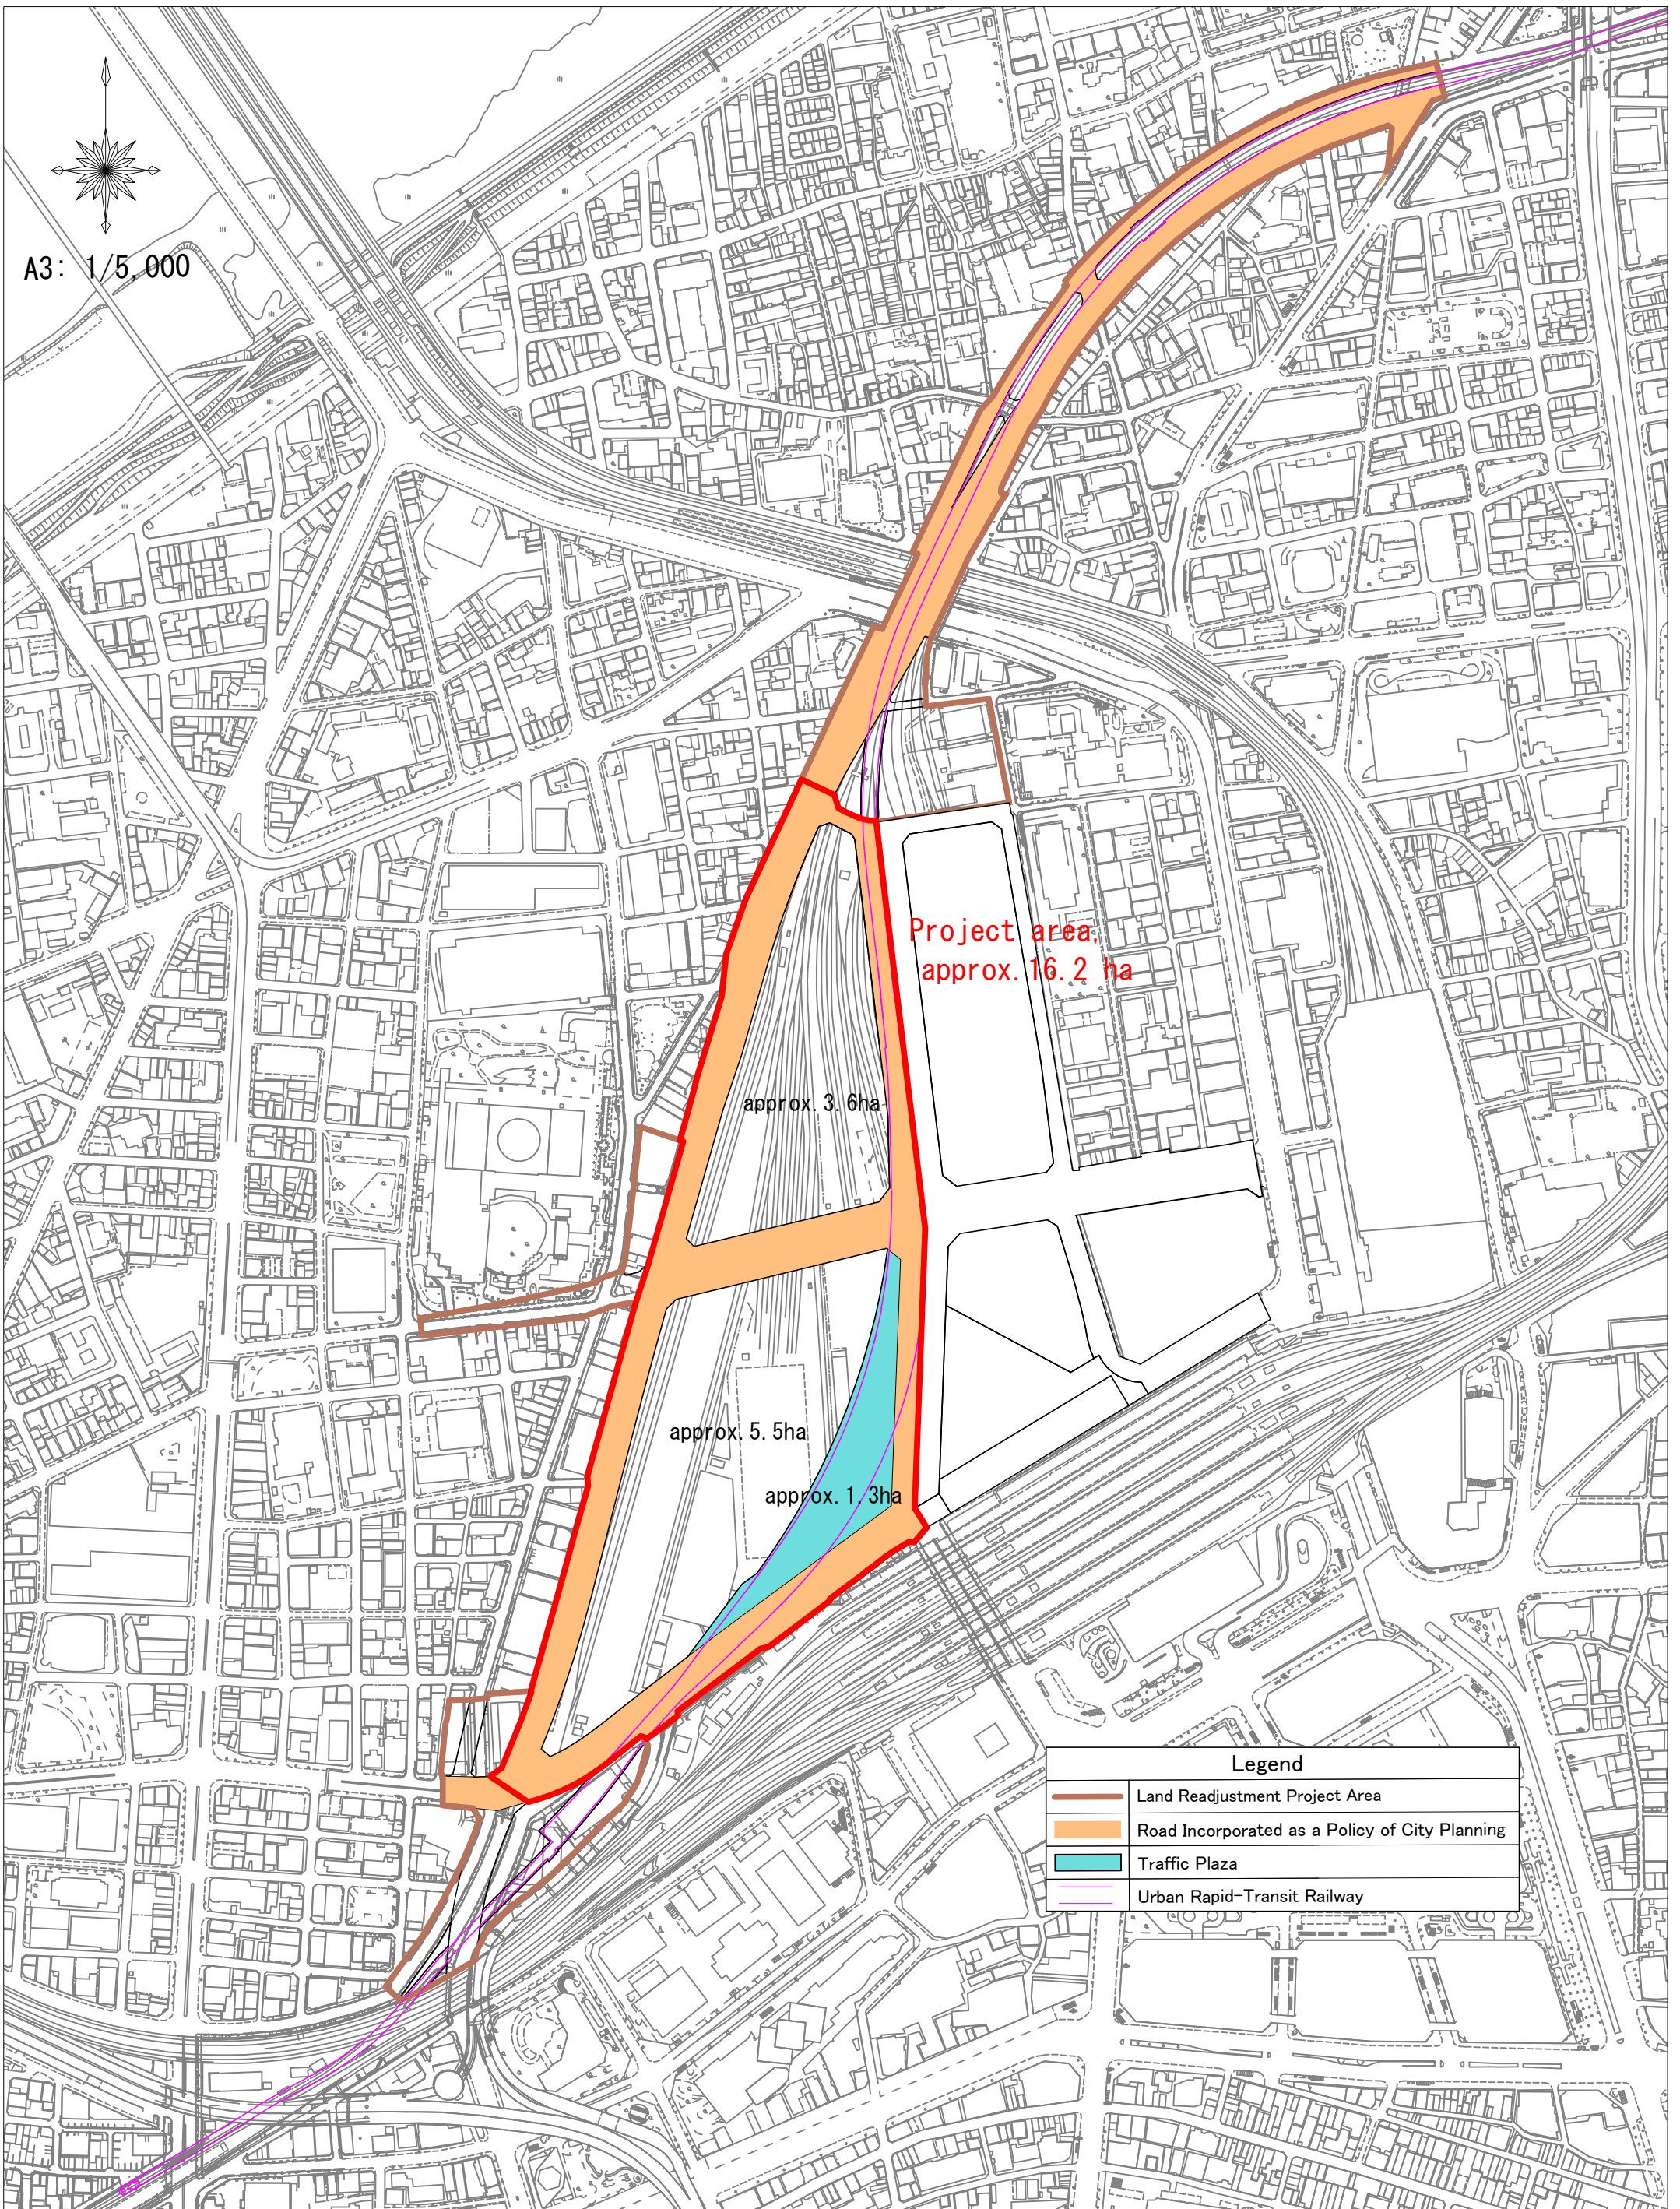 A3: 1/5,000
Project area,
approx.16.2 ha
approx.3.6ha
approx.5.5ha
approx.1.3ha
Legend
Land Readjustment Project Area
Road Incorporated as a Policy of City Planning
Traffic Plaza
Urban Rapid-Transit Railway